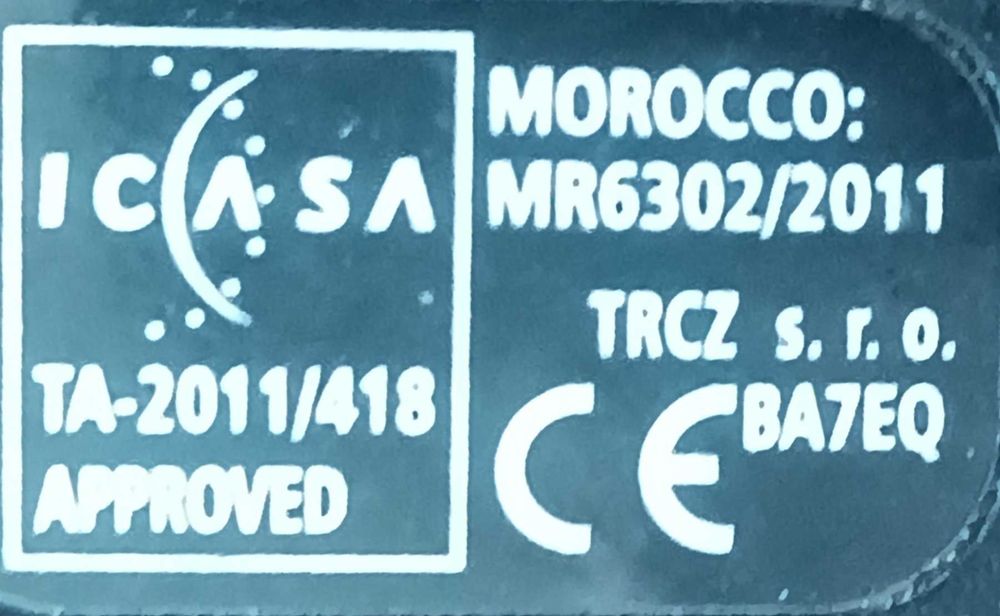 ICASA
TA-2011/418
APPROVED
MOROCCO:
MR6302/2011
TRCZ s. r. o.
CE BA7EQ